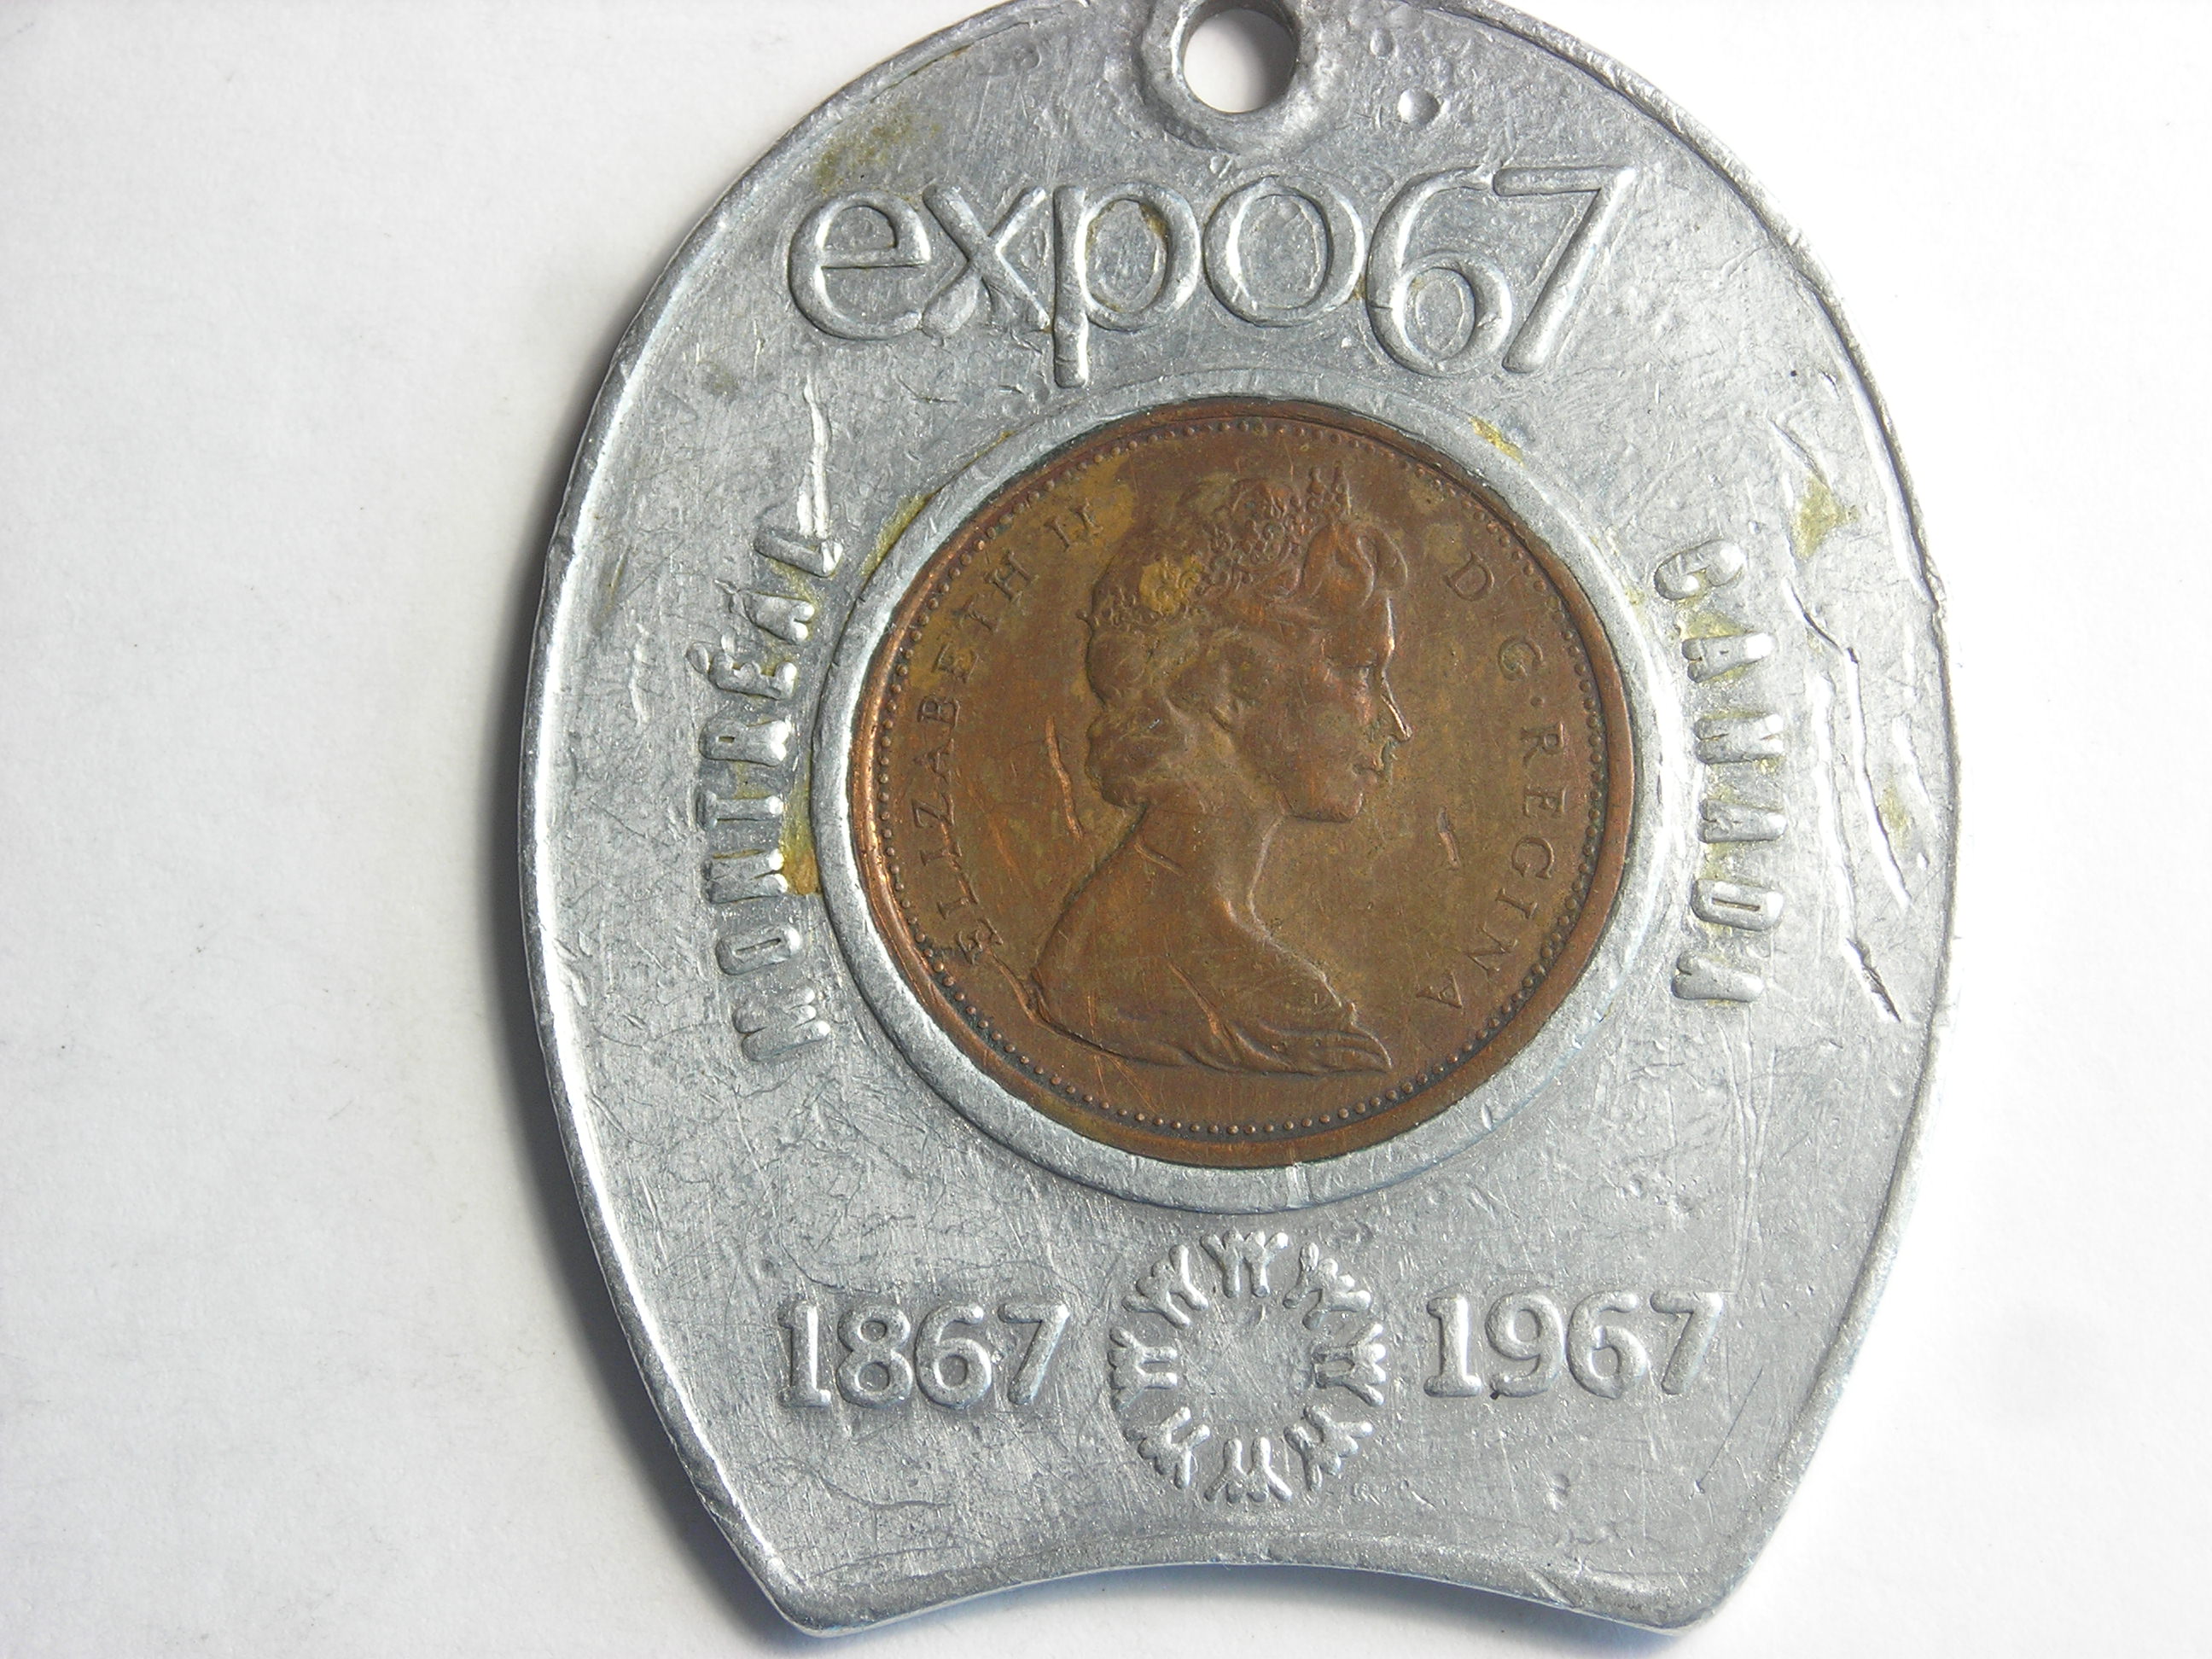 expo67
MONTRÉAL
CANADA
ELIZABETH II D·G·REGINA
1867 1967